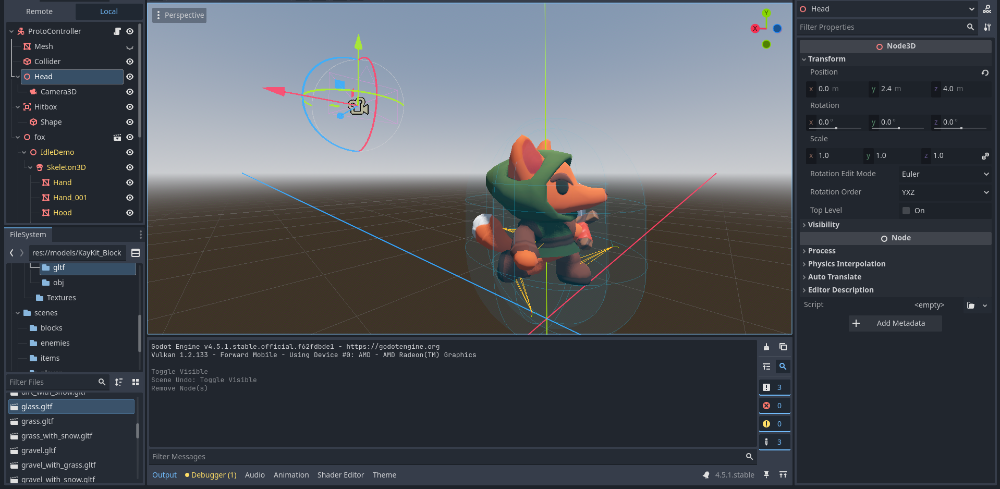 Remote Local
ProtoController
Mesh
Collider
Head
Camera3D
Hitbox
Shape
fox
IdleDemo
Skeleton3D
Hand
Hand_001
Hood
FileSystem
res://models/KayKit_Block
gltf
obj
Textures
scenes
blocks
enemies
items
Filter Files
dirt_with_snow.gltf
glass.gltf
grass.gltf
grass_with_snow.gltf
gravel.gltf
gravel_with_grass.gltf
gravel_with_snow.gltf
Perspective
Y
X
Godot Engine v4.5.1.stable.official.f62fdbde1 - https://godotengine.org
Vulkan 1.2.133 - Forward Mobile - Using Device #0: AMD - AMD Radeon(TM) Graphics
Toggle Visible
Scene Undo: Toggle Visible
Remove Node(s)
3
0
0
3
Filter Messages
Output Debugger (1) Audio Animation Shader Editor Theme 4.5.1.stable
Head
Filter Properties
Node3D
Transform
Position
x 0.0 m y 2.4 m z 4.0 m
Rotation
x 0.0° y 0.0° z 0.0°
Scale
x 1.0 y 1.0 z 1.0
Rotation Edit Mode Euler
Rotation Order YXZ
Top Level On
Visibility
Node
Process
Physics Interpolation
Auto Translate
Editor Description
Script <empty>
Add Metadata